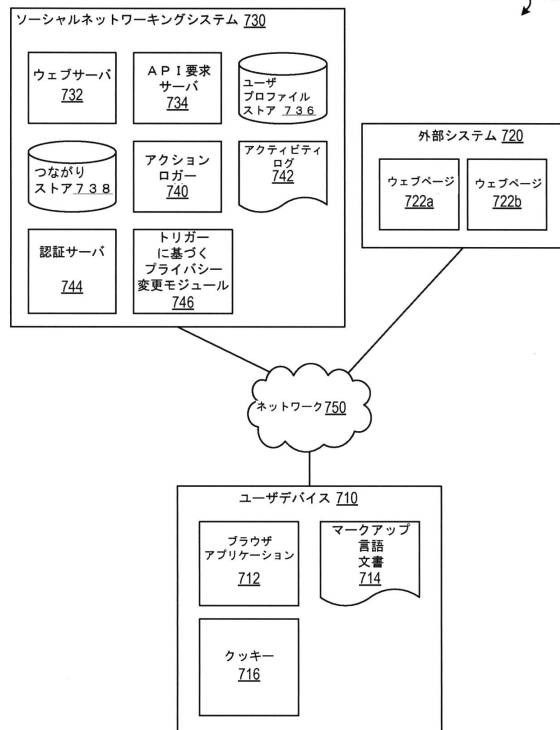 ソーシャルネットワーキングシステム 730
ウェブサーバ
732
API要求
サーバ
734
ユーザ
プロファイル
ストア 736
つながり
ストア738
アクション
ロガー
740
アクティビティ
ログ
742
認証サーバ
744
トリガー
に基づく
プライバシー
変更モジュール
746
外部システム 720
ウェブページ
722a
ウェブページ
722b
ネットワーク750
ユーザデバイス 710
ブラウザ
アプリケーション
712
マークアップ
言語
文書
714
クッキー
716